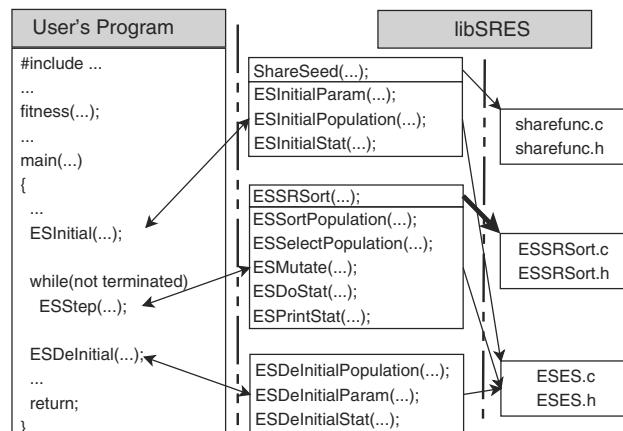 User's Program
#include ...
...
fitness(...);
...
main(...)
{
...
ESInitial(...);
while(not terminated)
ESStep(...);
ESDeInitial(...);
...
return;
}
libSRES
ShareSeed(...);
ESInitialParam(...);
ESInitialPopulation(...);
ESInitialStat(...);
ESSRSort(...);
ESSortPopulation(...);
ESSelectPopulation(...);
ESMutate(...);
ESDoStat(...);
ESPrintStat(...);
ESDeInitialPopulation(...);
ESDeInitialParam(...);
ESDeInitialStat(...);
sharefunc.c
sharefunc.h
ESSRSort.c
ESSRSort.h
ESES.c
ESES.h